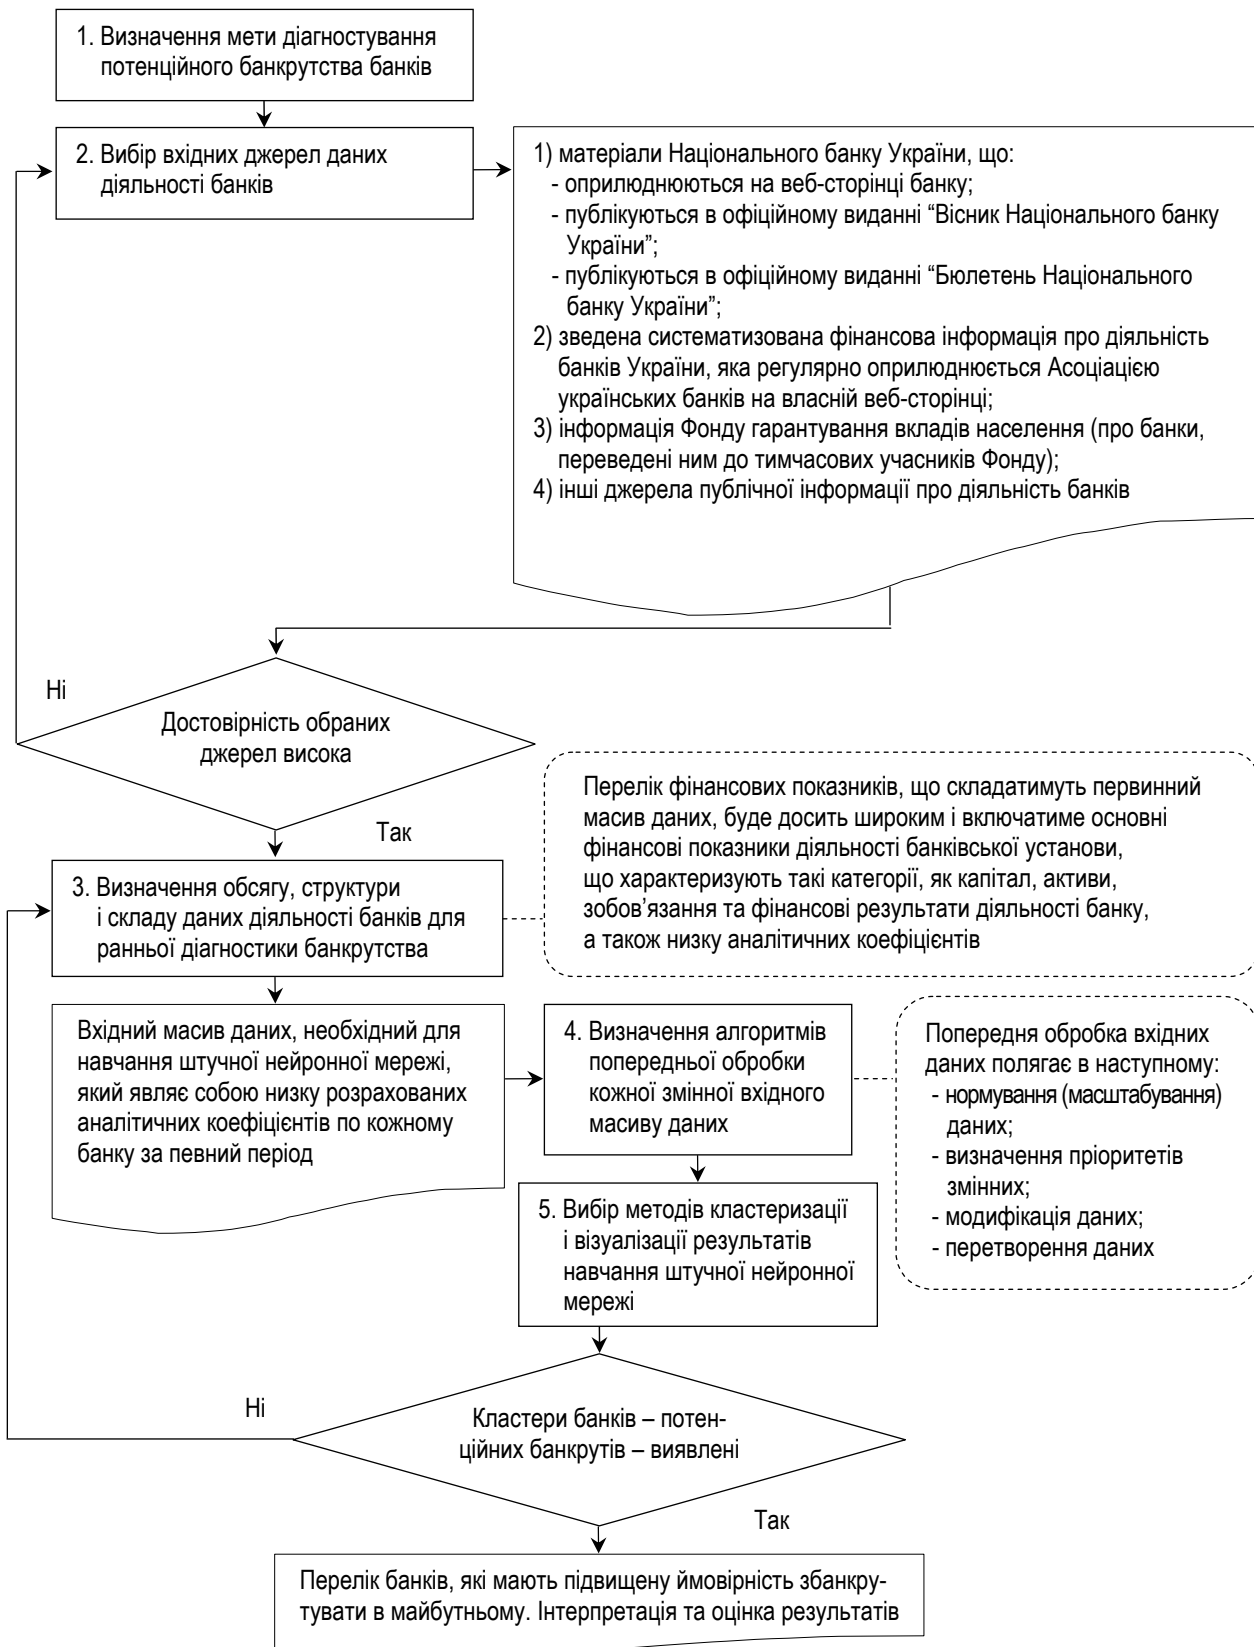 1. Визначення мети діагностування
потенційного банкрутства банків
2. Вибір вхідних джерел даних
діяльності банків
1) матеріали Національного банку України, що:
- оприлюднюються на веб-сторінці банку;
- публікуються в офіційному виданні “Вісник Національного банку
України”;
- публікуються в офіційному виданні “Бюлетень Національного
банку України”;
2) зведена систематизована фінансова інформація про діяльність
банків України, яка регулярно оприлюднюється Асоціацією
українських банків на власній веб-сторінці;
3) інформація Фонду гарантування вкладів населення (про банки,
переведені ним до тимчасових учасників Фонду);
4) інші джерела публічної інформації про діяльність банків
Ні
Достовірність обраних
джерел висока
Так
Перелік фінансових показників, що складатимуть первинний
масив даних, буде досить широким і включатиме основні
фінансові показники діяльності банківської установи,
що характеризують такі категорії, як капітал, активи,
зобов’язання та фінансові результати діяльності банку,
а також низку аналітичних коефіцієнтів
3. Визначення обсягу, структури
і складу даних діяльності банків для
ранньої діагностики банкрутства
Вхідний масив даних, необхідний для
навчання штучної нейронної мережі,
який являє собою низку розрахованих
аналітичних коефіцієнтів по кожному
банку за певний період
4. Визначення алгоритмів
попередньої обробки
кожної змінної вхідного
масиву даних
Попередня обробка вхідних
даних полягає в наступному:
- нормування (масштабування)
даних;
- визначення пріоритетів
змінних;
- модифікація даних;
- перетворення даних
5. Вибір методів кластеризації
і візуалізації результатів
навчання штучної нейронної
мережі
Ні
Кластери банків – потен-
ційних банкрутів – виявлені
Так
Перелік банків, які мають підвищену ймовірність збанкру-
тувати в майбутньому. Інтерпретація та оцінка результатів